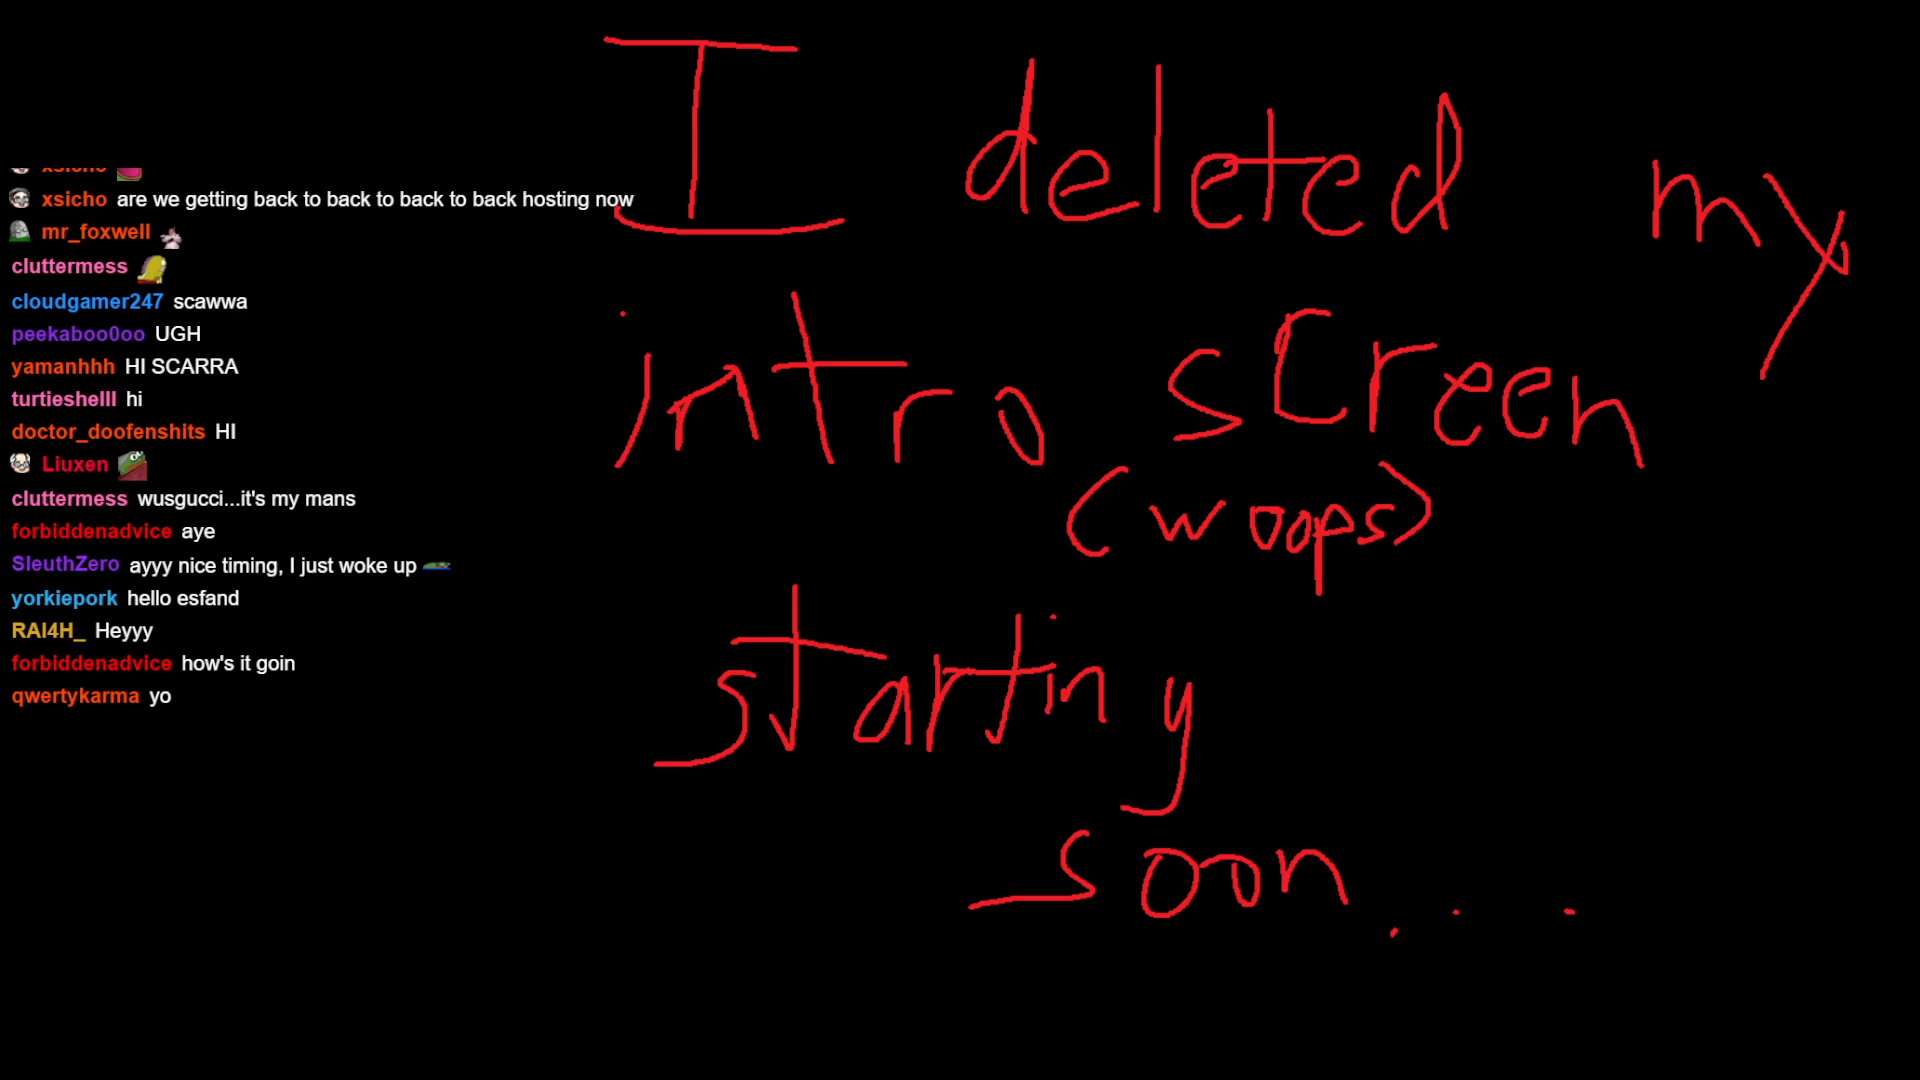 xsicho
xsicho are we getting back to back to back to back hosting now
mr_foxwell
cluttermess
cloudgamer247 scawwa
peekaboo0oo UGH
yamanhhh HI SCARRA
turtieshelll hi
doctor_doofenshits HI
Liuxen
cluttermess wusgucci...it's my mans
forbiddenadvice aye
SleuthZero ayyy nice timing, I just woke up
yorkiepork hello esfand
RAI4H_ Heyyy
forbiddenadvice how's it goin
qwertykarma yo
I deleted my
intro screen
(woops)
starting
soon...